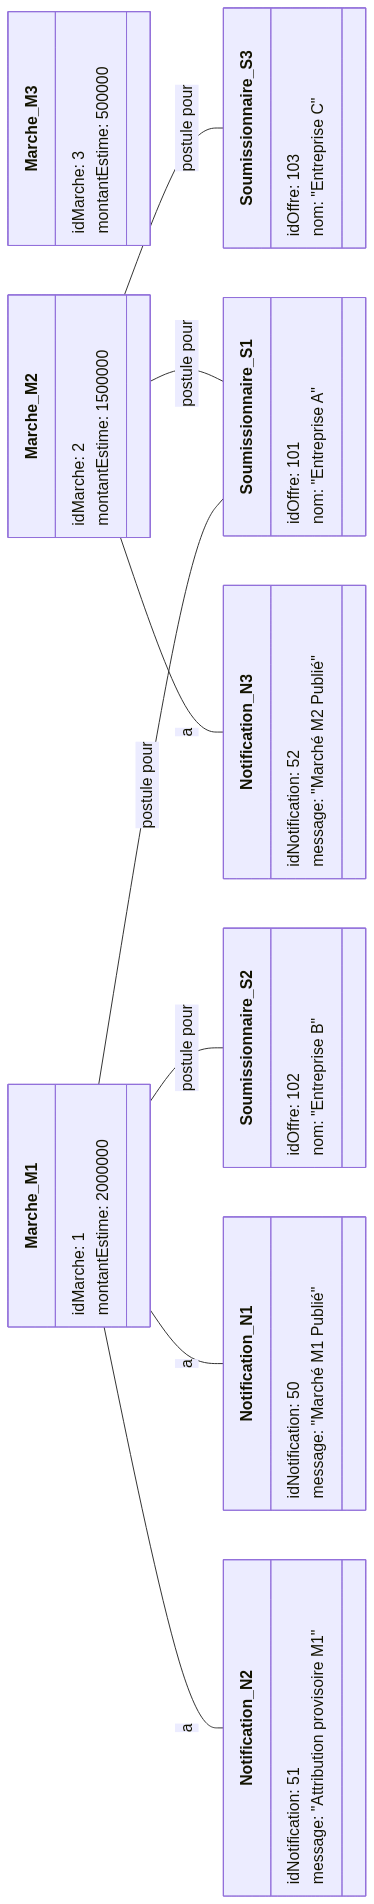 Marche_M3
idMarche: 3
montantEstime: 500000
postule pour
Soumissionnaire_S3
idOffre: 103
nom: "Entreprise C"
Marche_M2
idMarche: 2
montantEstime: 1500000
postule pour
Soumissionnaire_S1
idOffre: 101
nom: "Entreprise A"
a
Notification_N3
idNotification: 52
message: "Marché M2 Publié"
postule pour
Marche_M1
idMarche: 1
montantEstime: 2000000
postule pour
Soumissionnaire_S2
idOffre: 102
nom: "Entreprise B"
a
Notification_N1
idNotification: 50
message: "Marché M1 Publié"
a
Notification_N2
idNotification: 51
message: "Attribution provisoire M1"